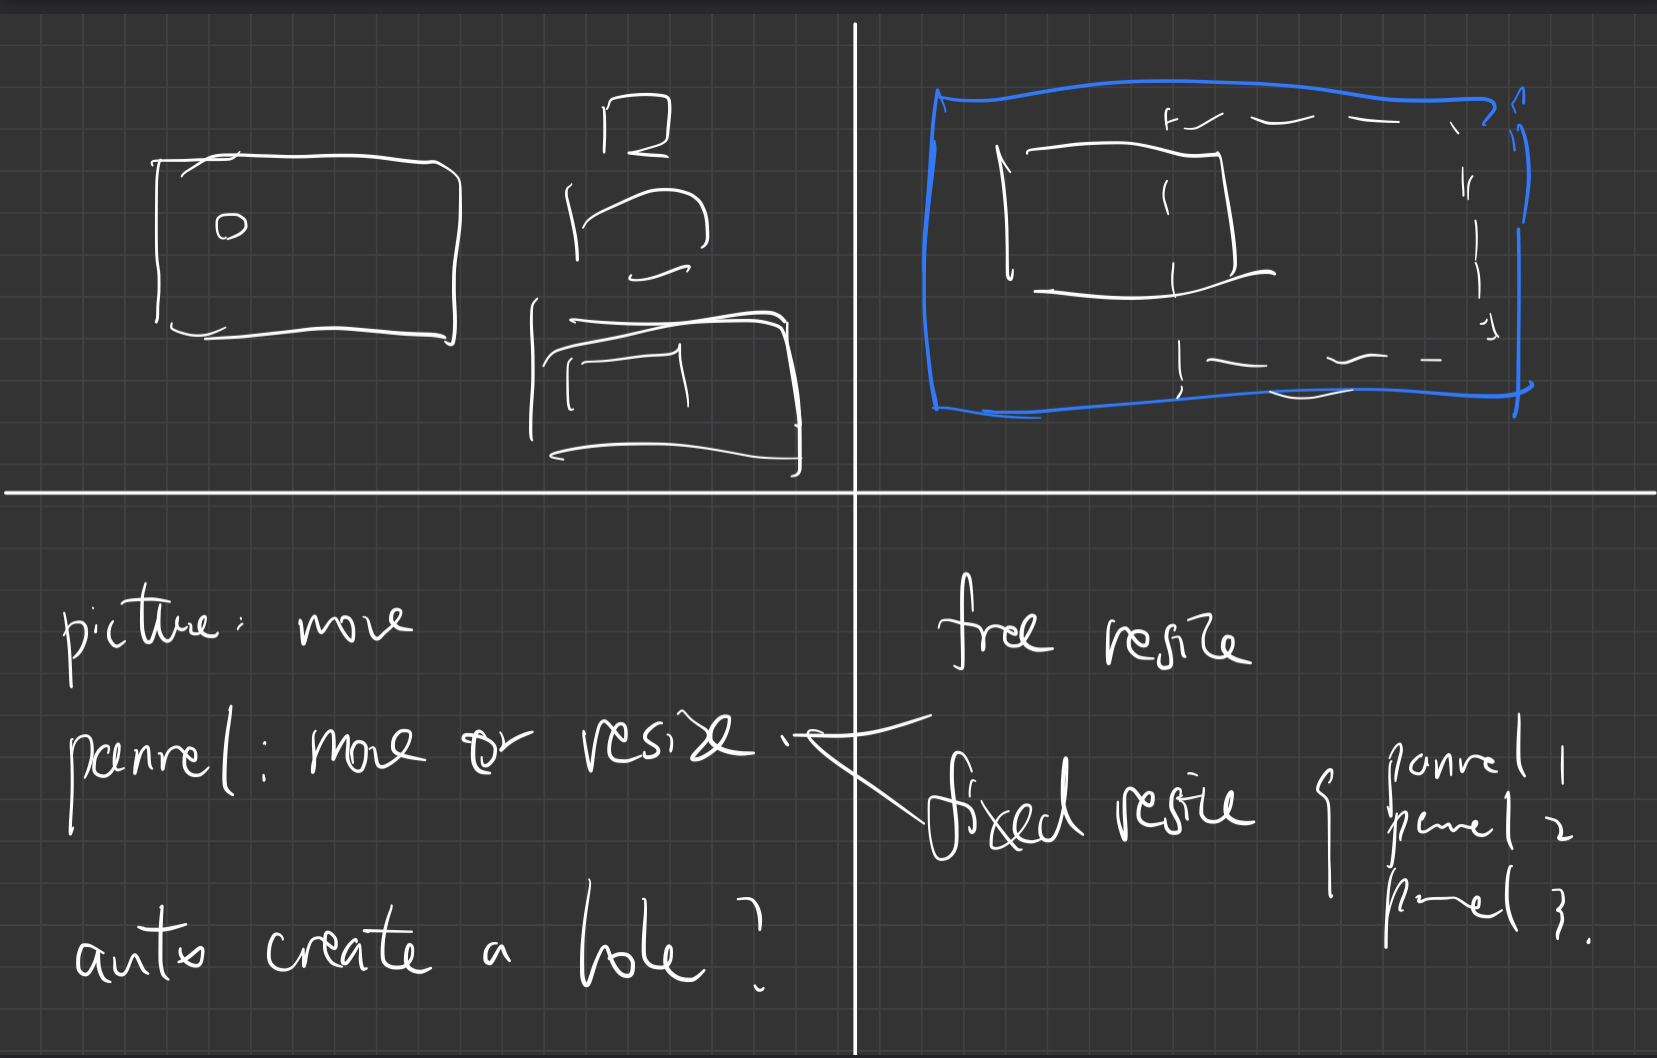 picture: move
pannel: move or resize.
auto create a hole?
free resize
fixed resize { pannel 1
pannel 2
pannel 3.